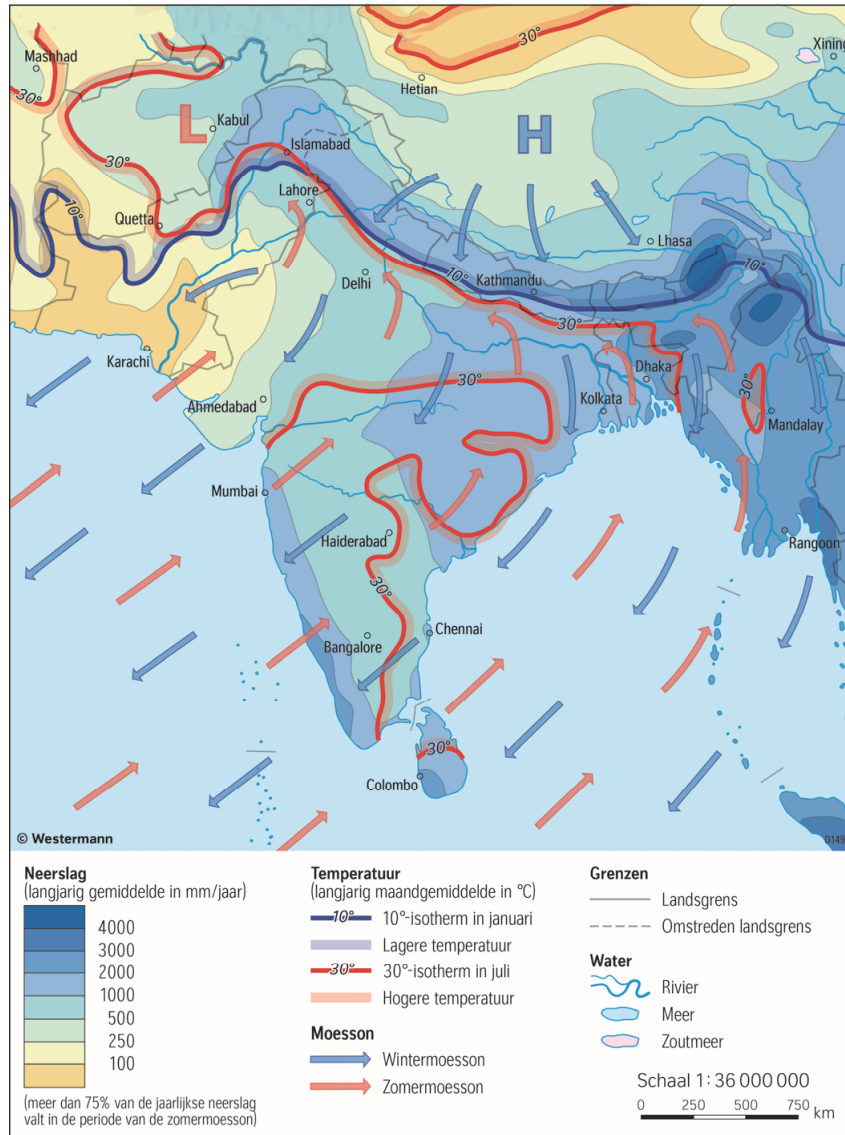 Mashhad
30°
Xining
Hetian
L
Kabul
H
Islamabad
30°
Lahore
10°
Quetta
Lhasa
Delhi
10°
Kathmandu
10°
30°
Karachi
Dhaka
30°
Ahmedabad
30°
Kolkata
Mandalay
Mumbai
Haiderabad
Rangoon
30°
Chennai
Bangalore
30°
Colombo
© Westermann
0149
Neerslag
(langjarig gemiddelde in mm/jaar)
4000
3000
2000
1000
500
250
100
(meer dan 75% van de jaarlijkse neerslag
valt in de periode van de zomermoesson)
Temperatuur
(langjarig maandgemiddelde in °C)
10° 10°-isotherm in januari
Lagere temperatuur
30° 30°-isotherm in juli
Hogere temperatuur
Moesson
Wintermoesson
Zomermoesson
Grenzen
Landsgrens
Omstreden landsgrens
Water
Rivier
Meer
Zoutmeer
Schaal 1 : 36 000 000
0 250 500 750 km